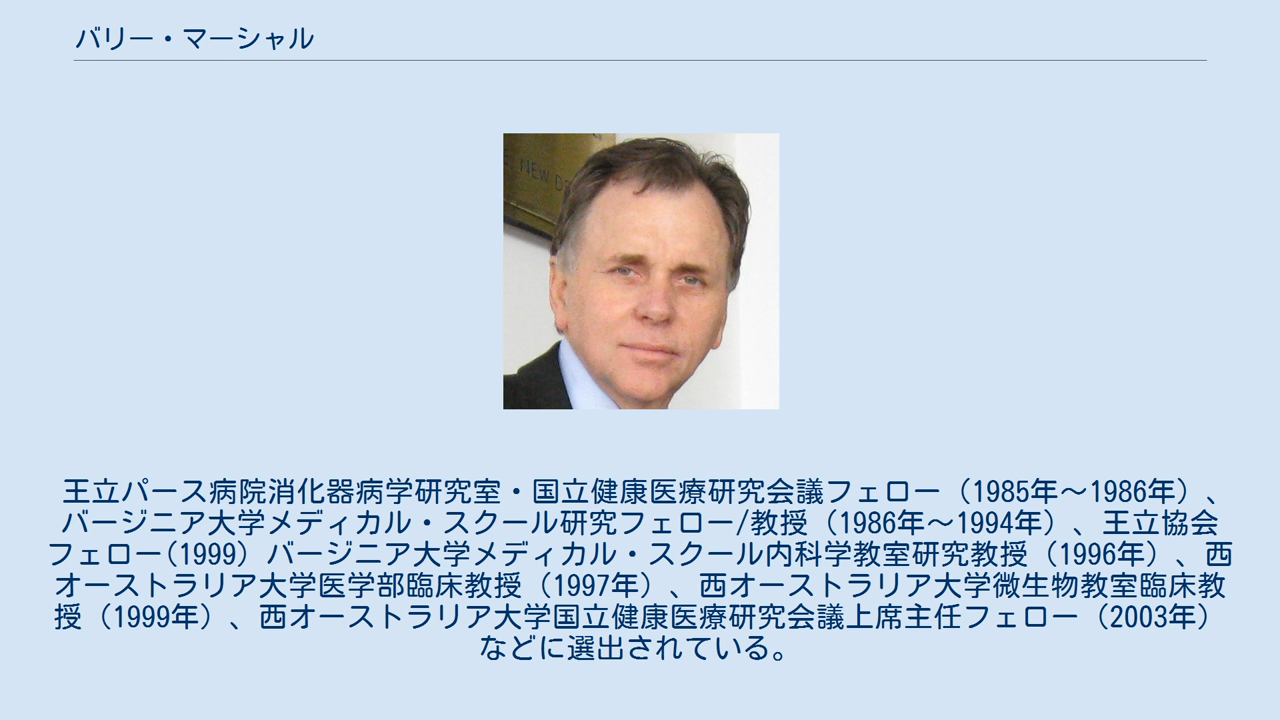 バリー・マーシャル
: NEW D
王立パース病院消化器病学研究室・国立健康医療研究会議フェロー（1985年～1986年）、
バージニア大学メディカル・スクール研究フェロー/教授（1986年～1994年）、王立協会
フェロー(1999）バージニア大学メディカル・スクール内科学教室研究教授（1996年）、西
オーストラリア大学医学部臨床教授（1997年）、西オーストラリア大学微生物教室臨床教
授（1999年）、西オーストラリア大学国立健康医療研究会議上席主任フェロー（2003年）
などに選出されている。